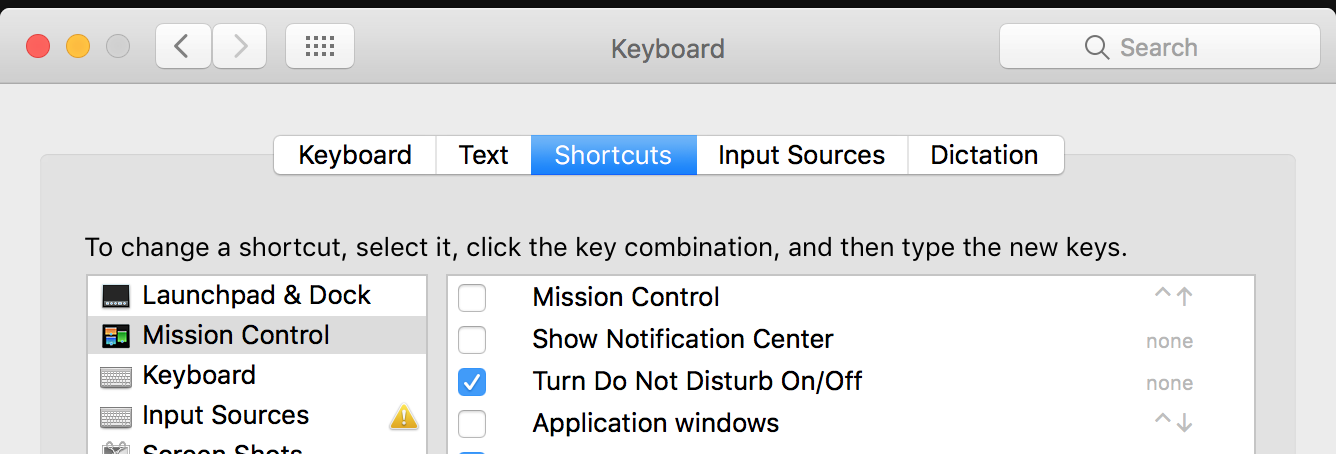 Keyboard
Search
Keyboard Text Shortcuts Input Sources Dictation
To change a shortcut, select it, click the key combination, and then type the new keys.
Launchpad & Dock
Mission Control
Keyboard
Input Sources
Screen Shots
Mission Control ^↑
Show Notification Center none
Turn Do Not Disturb On/Off none
Application windows ^↓